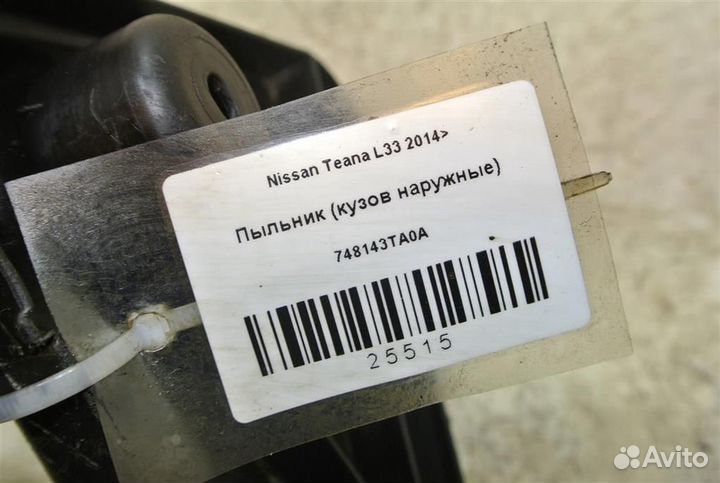 Nissan Teana L33 2014>
Пыльник (кузов наружные)
748143TA0A
25515
Avito